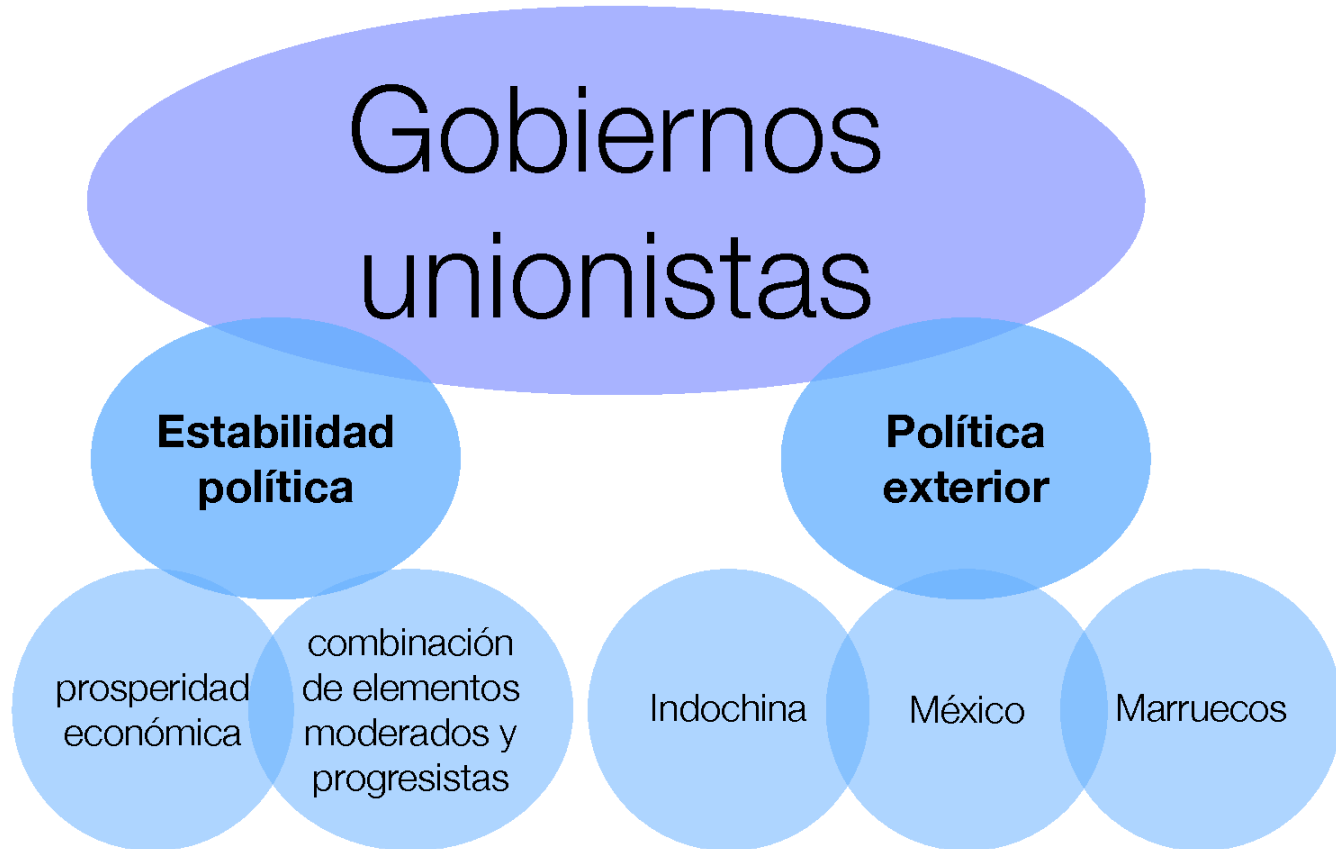 Gobiernos
unionistas
Estabilidad
política
Política
exterior
prosperidad
económica
combinación
de elementos
moderados y
progresistas
Indochina
México
Marruecos